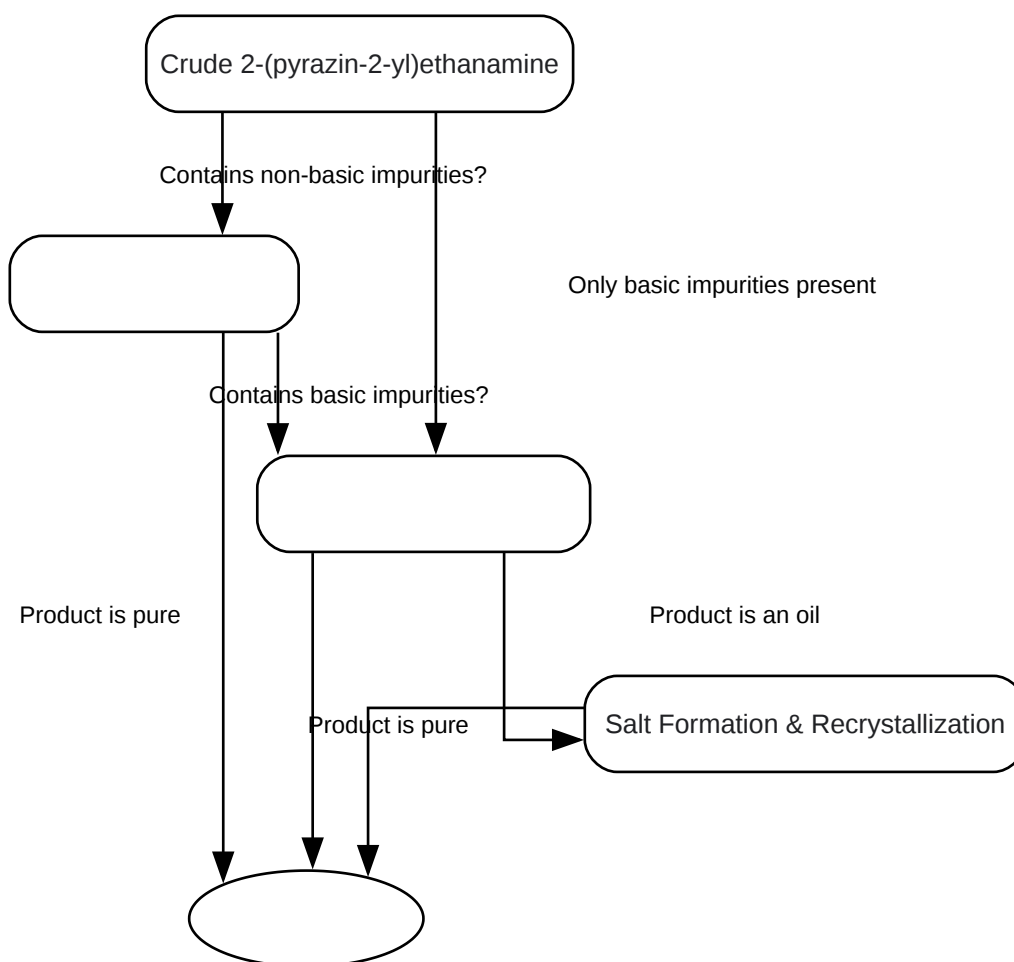 Crude 2-(pyrazin-2-yl)ethanamine
Contains non-basic impurities?
Only basic impurities present
Contains basic impurities?
Product is pure
Product is an oil
Product is pure
Salt Formation & Recrystallization